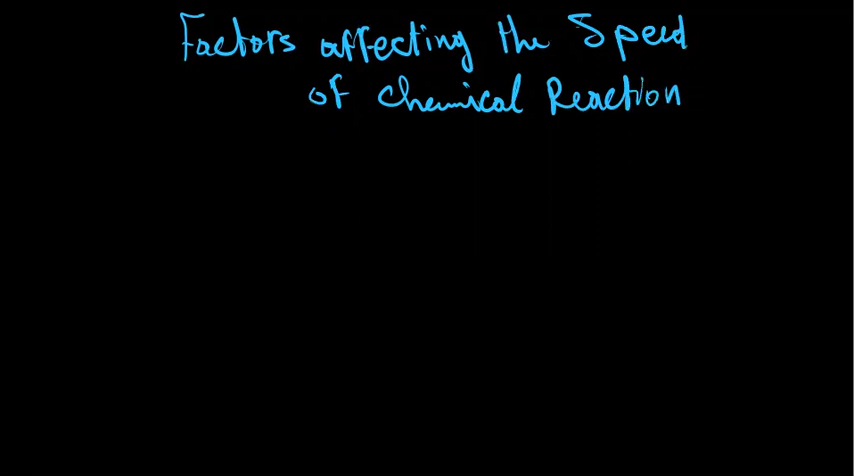 Factors affecting the Speed
of Chemical Reaction